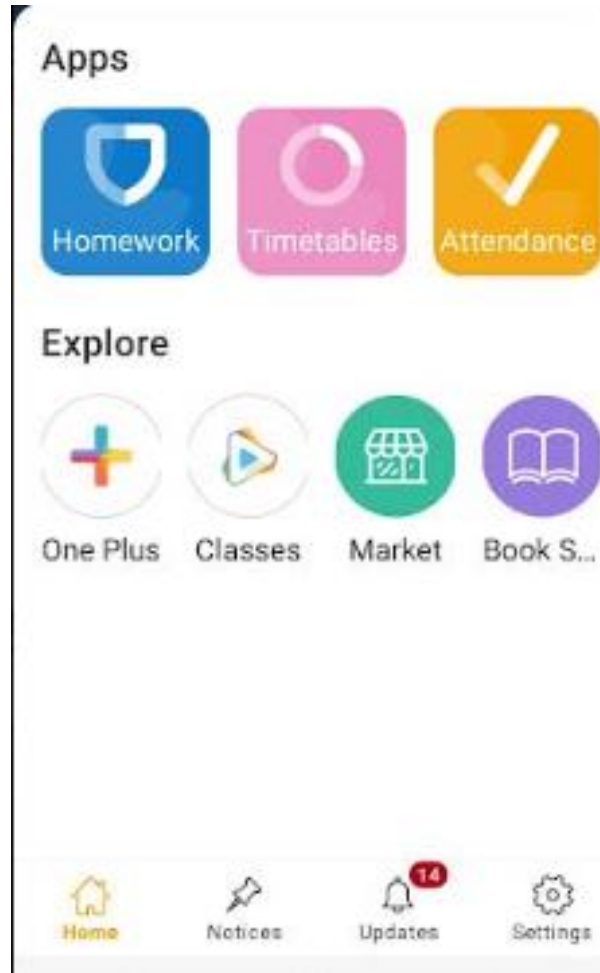 Apps
Homework Timetables Attendance
Explore
One Plus Classes Market Book S...
14
Home Notices Updates Settings